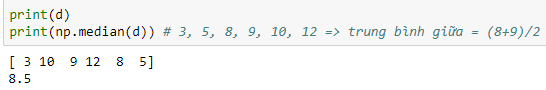 print(d)
print(np.median(d)) # 3, 5, 8, 9, 10, 12 => trung bình giữa = (8+9)/2
[ 3 10  9 12  8  5]
8.5